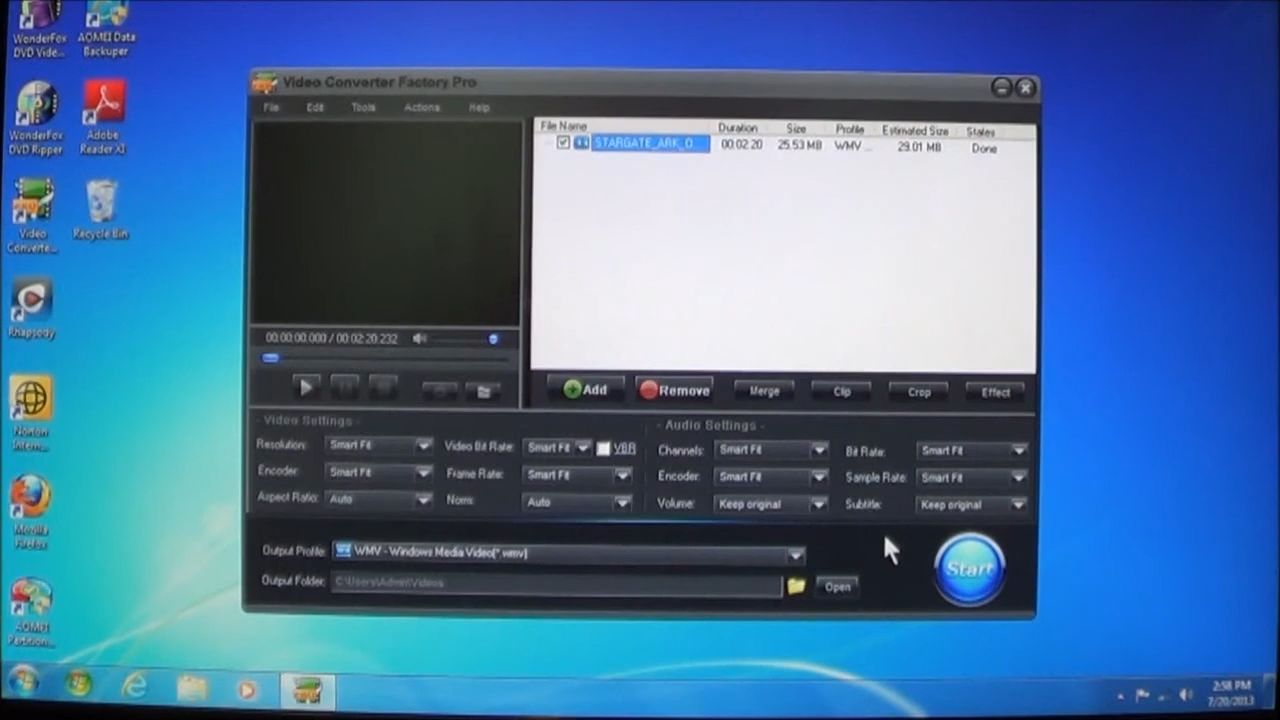 WonderFox
DVD Vide...
AOMEI Data
Backuper
WonderFox
DVD Ripper
Adobe
Reader XI
Video
Converte...
Recycle Bin
Rhapsody
Norton
Intern...
Mozilla
Firefox
AOMEI
Partition...
Video Converter Factory Pro
File Edit Tools Actions Help
File Name Duration Size Profile Estimated Size States
STARGATE_ARK_O 00:02:20 25.53 MB WMV ... 29.01 MB Done
00:00:00.000 / 00:02:20.232
Add Remove Merge Clip Crop Effect
- Video Settings -
Resolution: Smart Fit Video Bit Rate: Smart Fit VBR
Encoder: Smart Fit Frame Rate: Smart Fit
Aspect Ratio: Auto Norm: Auto
- Audio Settings -
Channels: Smart Fit Bit Rate: Smart Fit
Encoder: Smart Fit Sample Rate: Smart Fit
Volume: Keep original Subtitle: Keep original
Output Profile: WMV - Windows Media Video(*.wmv)
Output Folder: C:\Users\Admin\Videos Open
Start
2:58 PM
7/20/2013